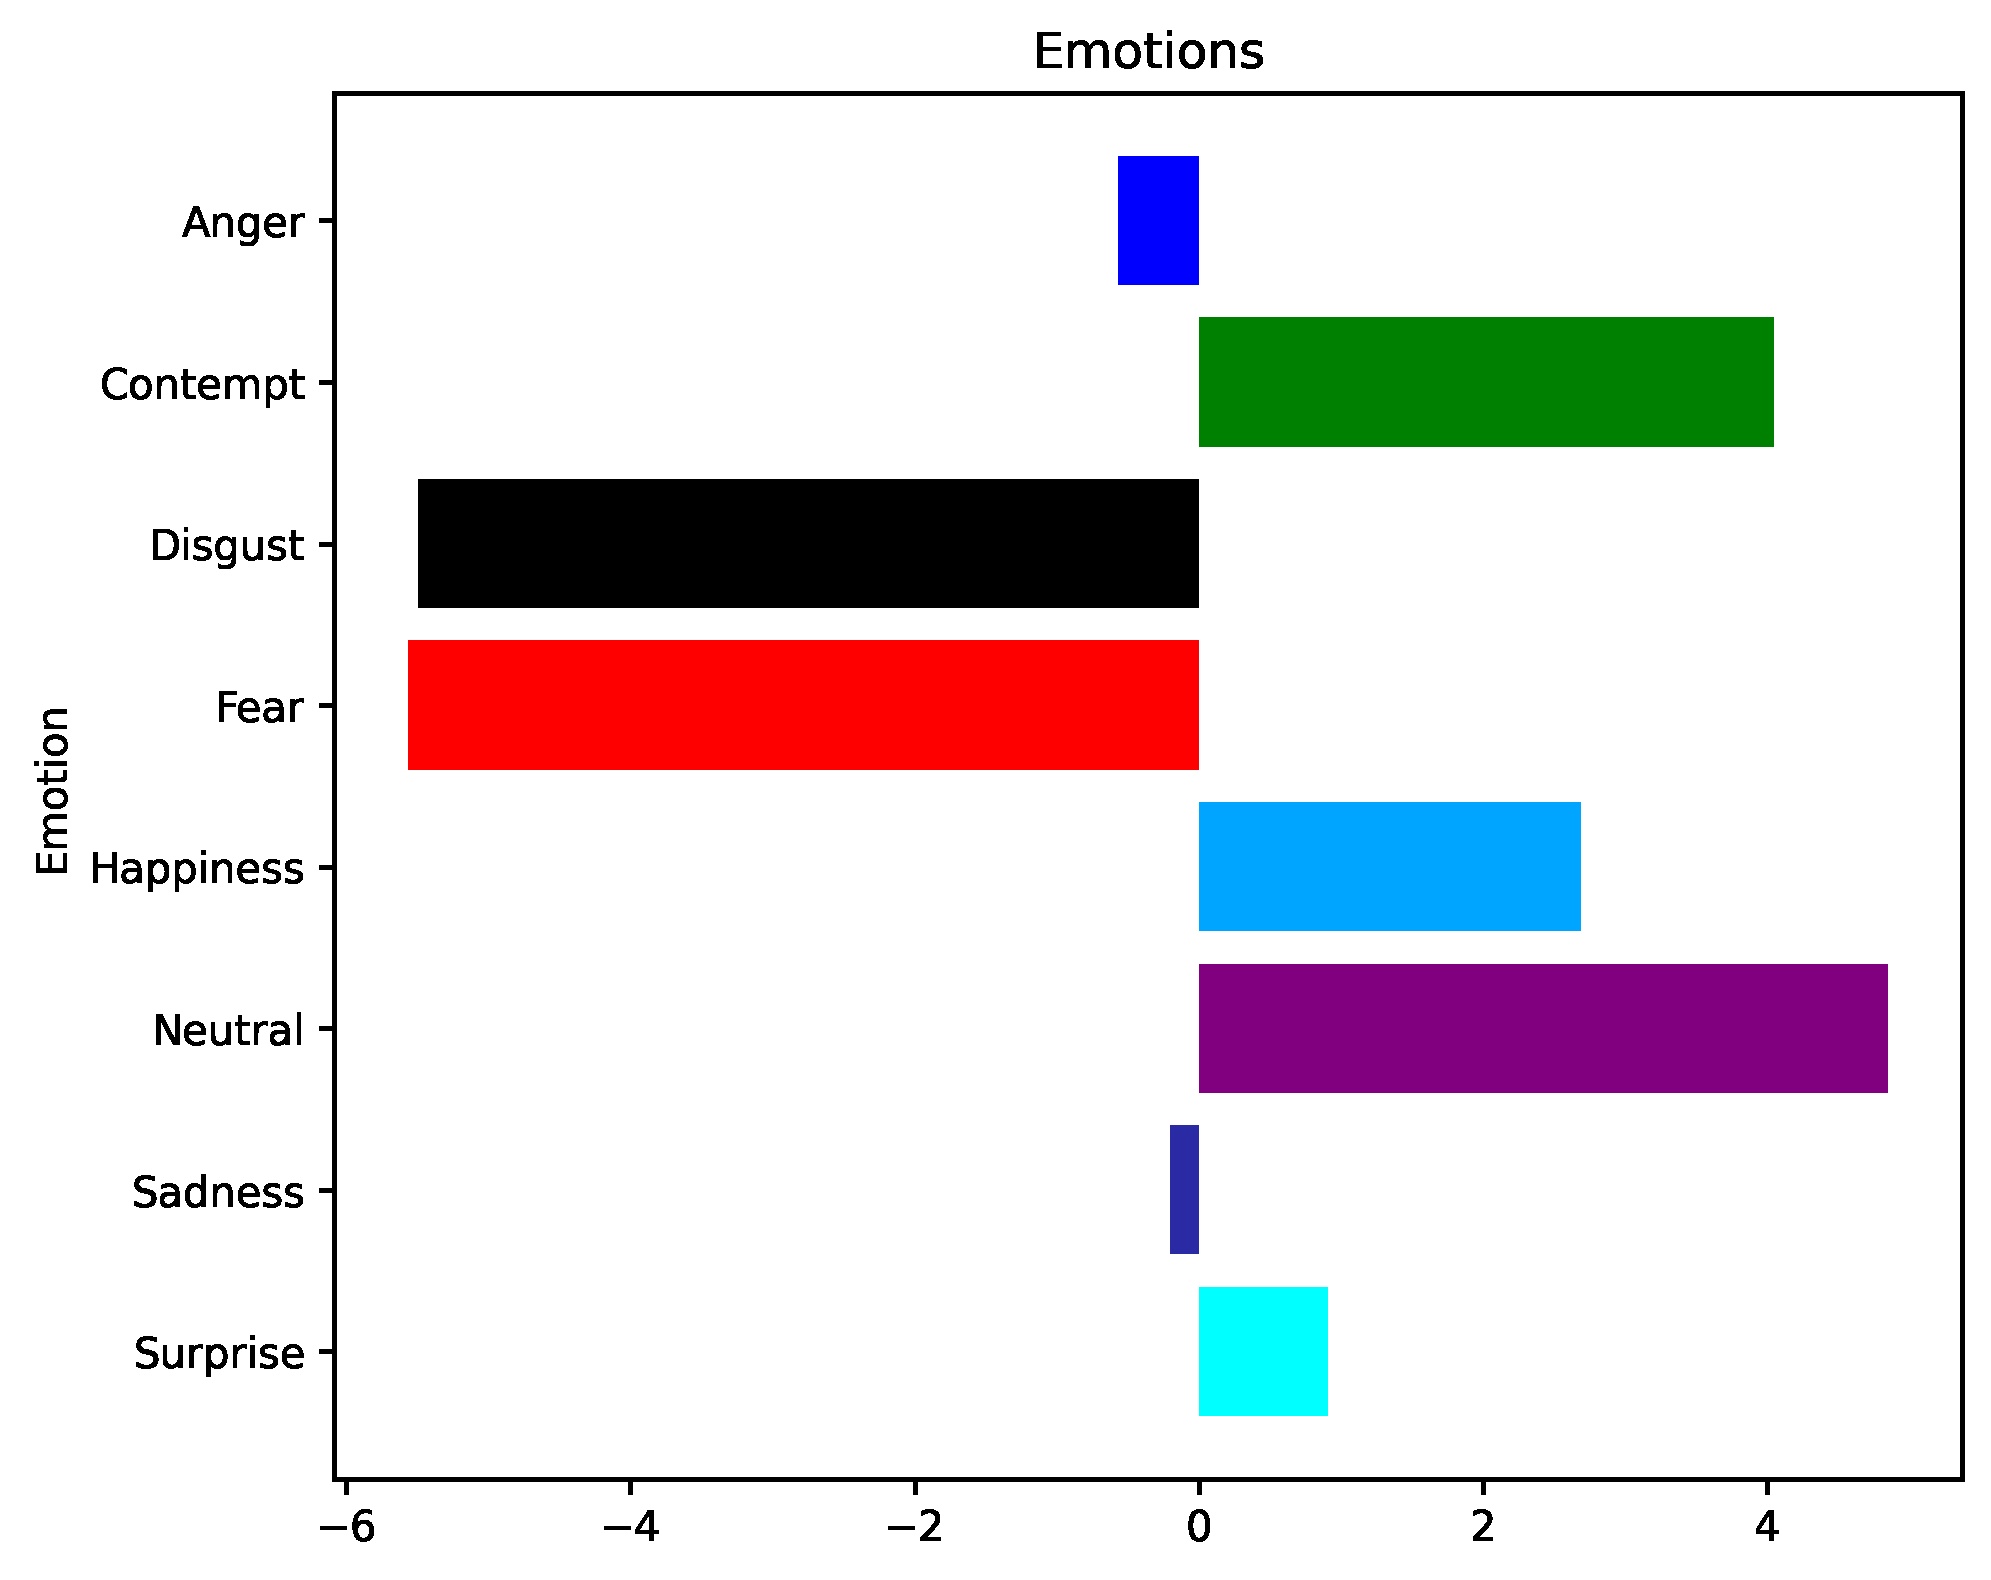 Emotions
Anger
Contempt
Disgust
Fear
Happiness
Neutral
Sadness
Surprise
Emotion
−6 −4 −2 0 2 4